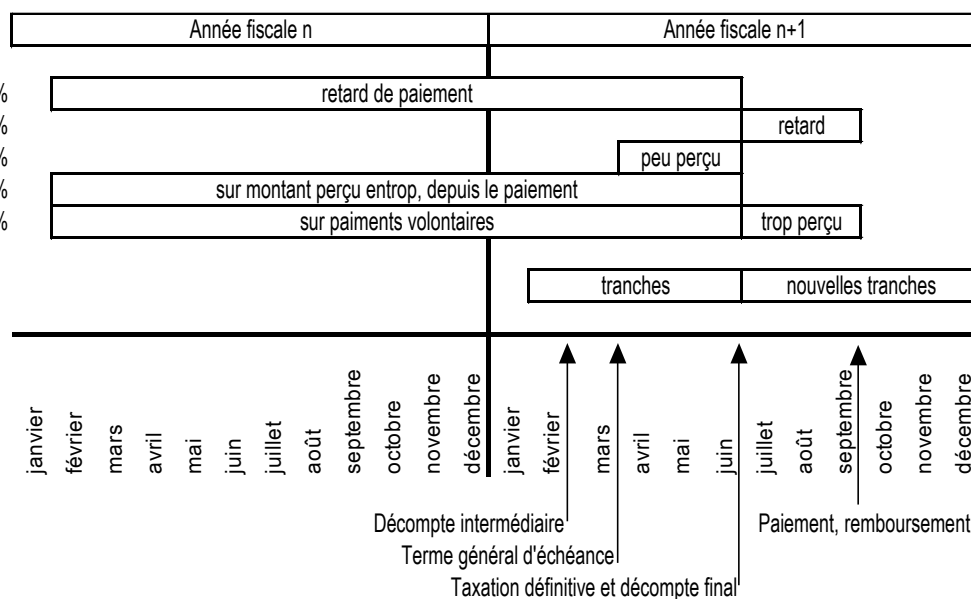 Année fiscale n Année fiscale n+1
% retard de paiement
% retard
% peu perçu
% sur montant perçu entrop, depuis le paiement
% sur paiments volontaires trop perçu
tranches nouvelles tranches
janvier février mars avril mai juin juillet août septembre octobre novembre décembre janvier février mars avril mai juin juillet août septembre octobre novembre décembre
Décompte intermédiaire Paiement, remboursement
Terme général d'échéance
Taxation définitive et décompte final